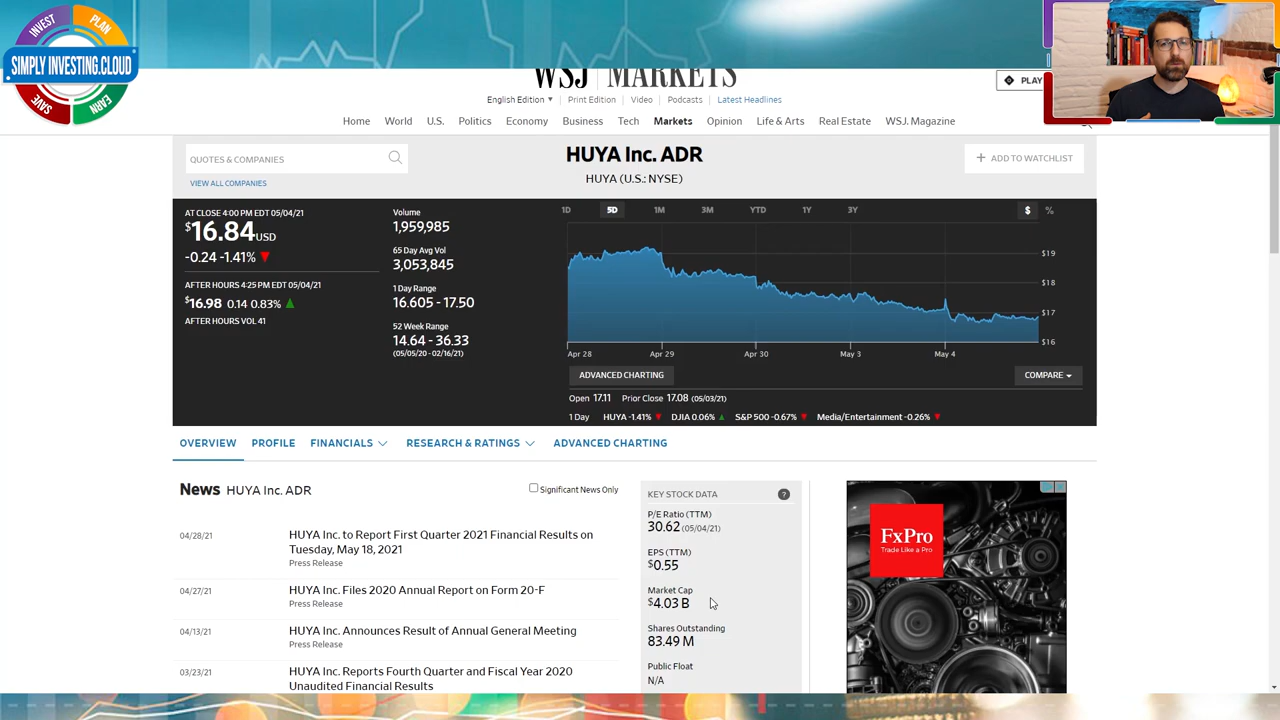 INVEST
PLAN
SIMPLY INVESTING.CLOUD
SAVE
EARN
WSJ MARKETS
PLAY
English Edition
Print Edition
Video
Podcasts
Latest Headlines
Home
World
U.S.
Politics
Economy
Business
Tech
Markets
Opinion
Life & Arts
Real Estate
WSJ. Magazine
QUOTES & COMPANIES
VIEW ALL COMPANIES
HUYA Inc. ADR
HUYA (U.S.: NYSE)
+ ADD TO WATCHLIST
AT CLOSE 4:00 PM EDT 05/04/21
$16.84 USD
-0.24 -1.41%
AFTER HOURS 4:25 PM EDT 05/04/21
$16.98 0.14 0.83%
AFTER HOURS VOL 41
Volume
1,959,985
65 Day Avg Vol
3,053,845
1 Day Range
16.605 - 17.50
52 Week Range
14.64 - 36.33
(05/05/20 - 02/16/21)
1D 5D 1M 3M YTD 1Y 3Y
$ %
$19
$18
$17
$16
Apr 28 Apr 29 Apr 30 May 3 May 4
ADVANCED CHARTING
COMPARE
Open 17.11 Prior Close 17.08 (05/03/21)
1 Day HUYA -1.41% DJIA 0.06% S&P 500 -0.67% Media/Entertainment -0.26%
OVERVIEW
PROFILE
FINANCIALS
RESEARCH & RATINGS
ADVANCED CHARTING
News HUYA Inc. ADR
Significant News Only
04/28/21
HUYA Inc. to Report First Quarter 2021 Financial Results on
Tuesday, May 18, 2021
Press Release
04/27/21
HUYA Inc. Files 2020 Annual Report on Form 20-F
Press Release
04/13/21
HUYA Inc. Announces Result of Annual General Meeting
Press Release
03/23/21
HUYA Inc. Reports Fourth Quarter and Fiscal Year 2020
Unaudited Financial Results
KEY STOCK DATA
?
P/E Ratio (TTM)
30.62 (05/04/21)
EPS (TTM)
$0.55
Market Cap
$4.03 B
Shares Outstanding
83.49 M
Public Float
N/A
FxPro
Trade Like a Pro